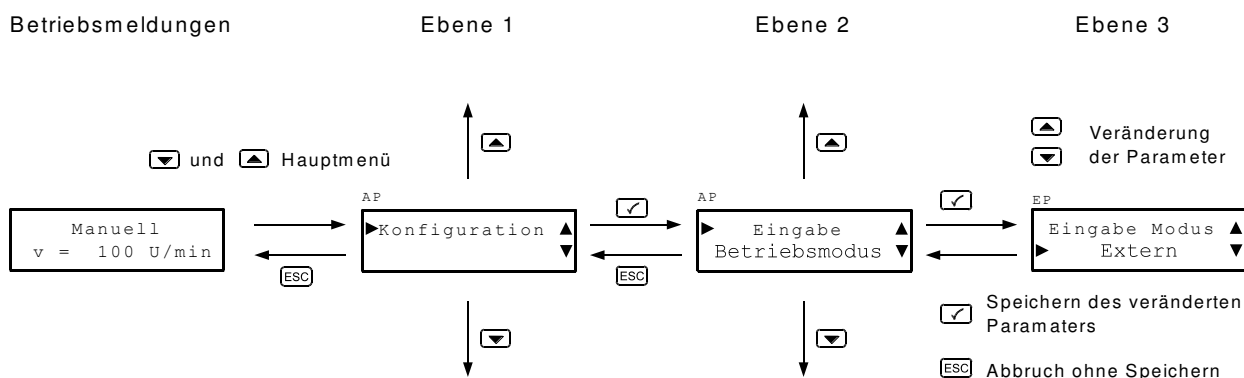 Betriebsmeldungen
Ebene 1
Ebene 2
Ebene 3
und Hauptmenü
Veränderung
der Parameter
AP
AP
EP
Manuell
v = 100 U/min
Konfiguration
Eingabe
Betriebsmodus
Eingabe Modus
Extern
ESC
ESC
Speichern des veränderten
Paramaters
ESC Abbruch ohne Speichern